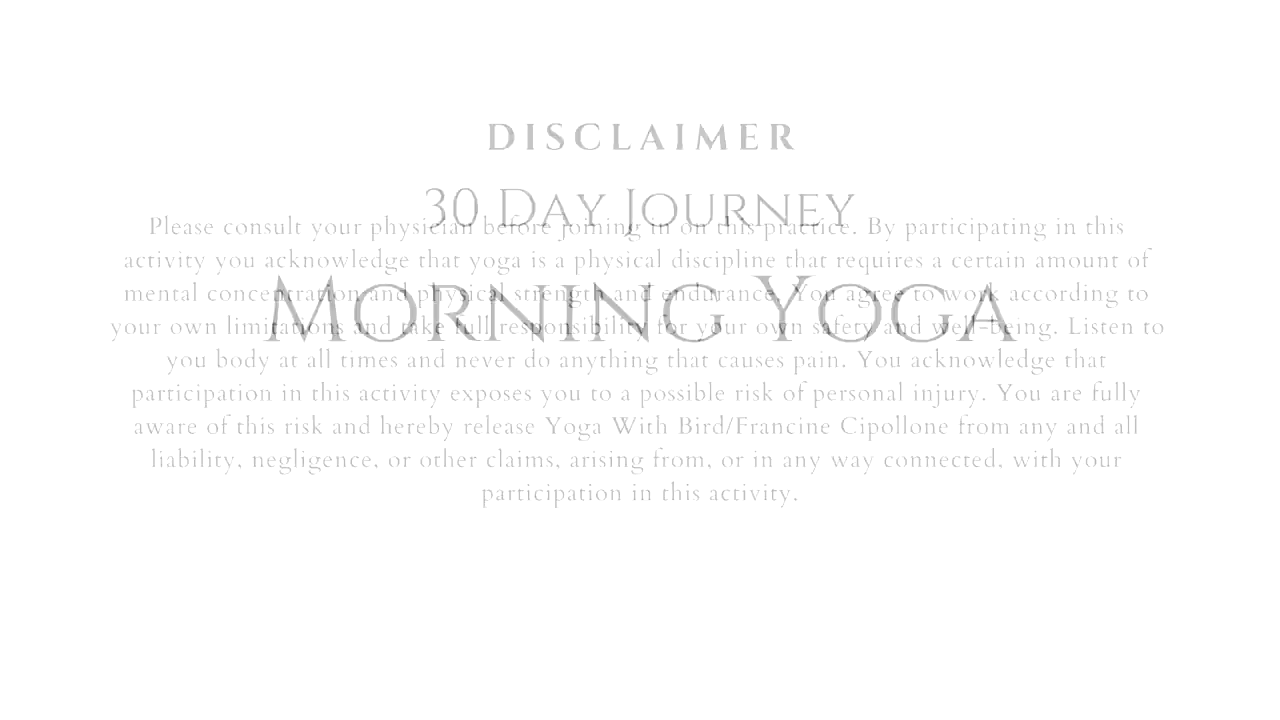 DISCLAIMER
30 DAY JOURNEY
Please consult your physician before joining in on this practice. By participating in this
activity you acknowledge that yoga is a physical discipline that requires a certain amount of
MORNING YOGA
mental concentration and physical strength and endurance. You agree to work according to
your own limitations and take full responsibility for your own safety and well-being. Listen to
you body at all times and never do anything that causes pain. You acknowledge that
participation in this activity exposes you to a possible risk of personal injury. You are fully
aware of this risk and hereby release Yoga With Bird/Francine Cipollone from any and all
liability, negligence, or other claims, arising from, or in any way connected, with your
participation in this activity.